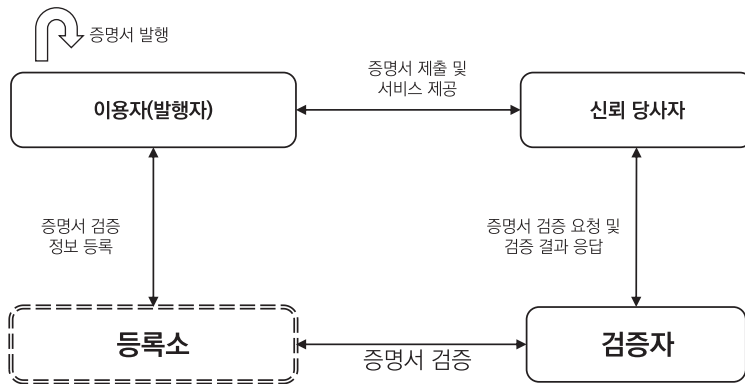 증명서 발행
이용자(발행자)
증명서 제출 및
서비스 제공
신뢰 당사자
증명서 검증
정보 등록
증명서 검증 요청 및
검증 결과 응답
등록소
증명서 검증
검증자